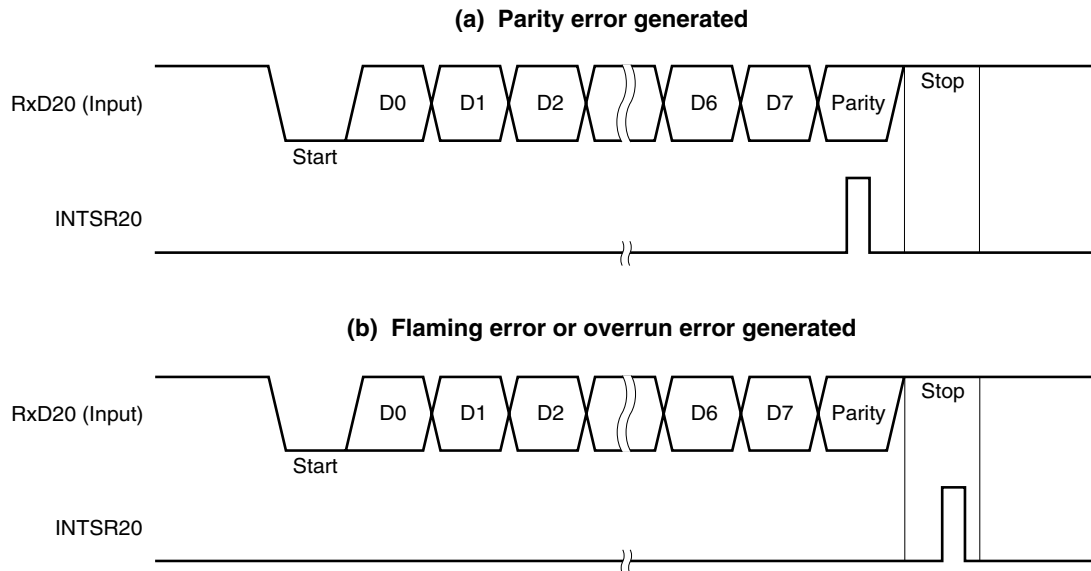 (a) Parity error generated
RxD20 (Input) D0 D1 D2 D6 D7 Parity Stop
Start
INTSR20
(b) Flaming error or overrun error generated
RxD20 (Input) D0 D1 D2 D6 D7 Parity Stop
Start
INTSR20